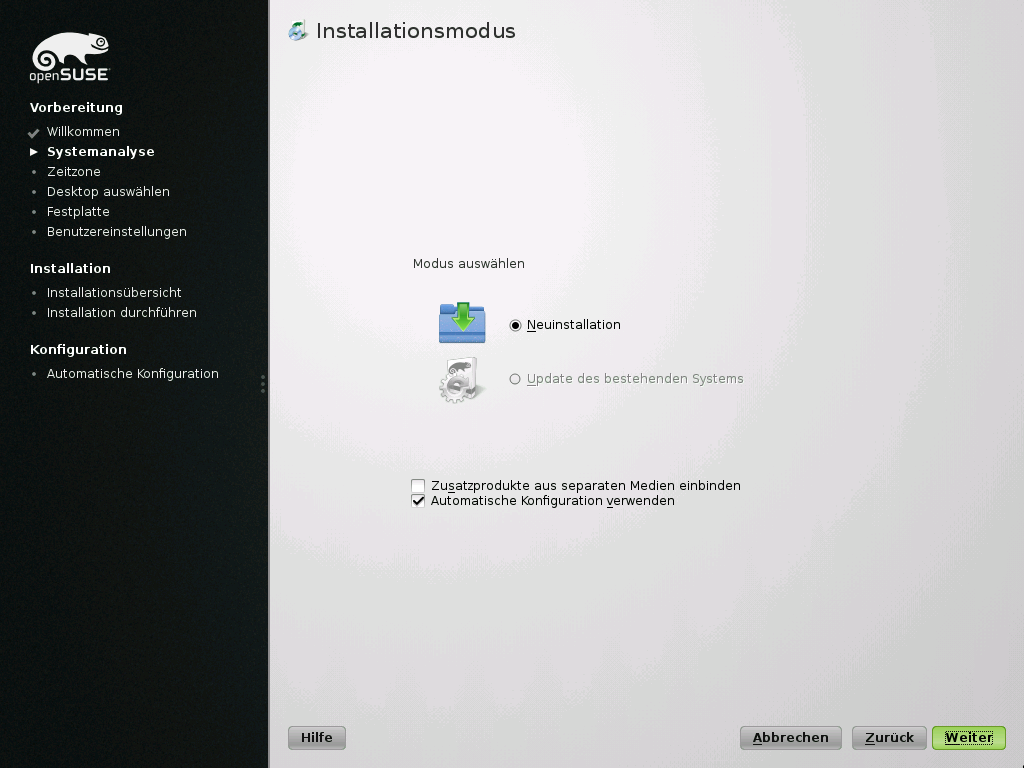 openSUSE
Vorbereitung
Willkommen
Systemanalyse
Zeitzone
Desktop auswählen
Festplatte
Benutzereinstellungen
Installation
Installationsübersicht
Installation durchführen
Konfiguration
Automatische Konfiguration
Installationsmodus
Modus auswählen
Neuinstallation
Update des bestehenden Systems
Zusatzprodukte aus separaten Medien einbinden
Automatische Konfiguration verwenden
Hilfe
Abbrechen
Zurück
Weiter